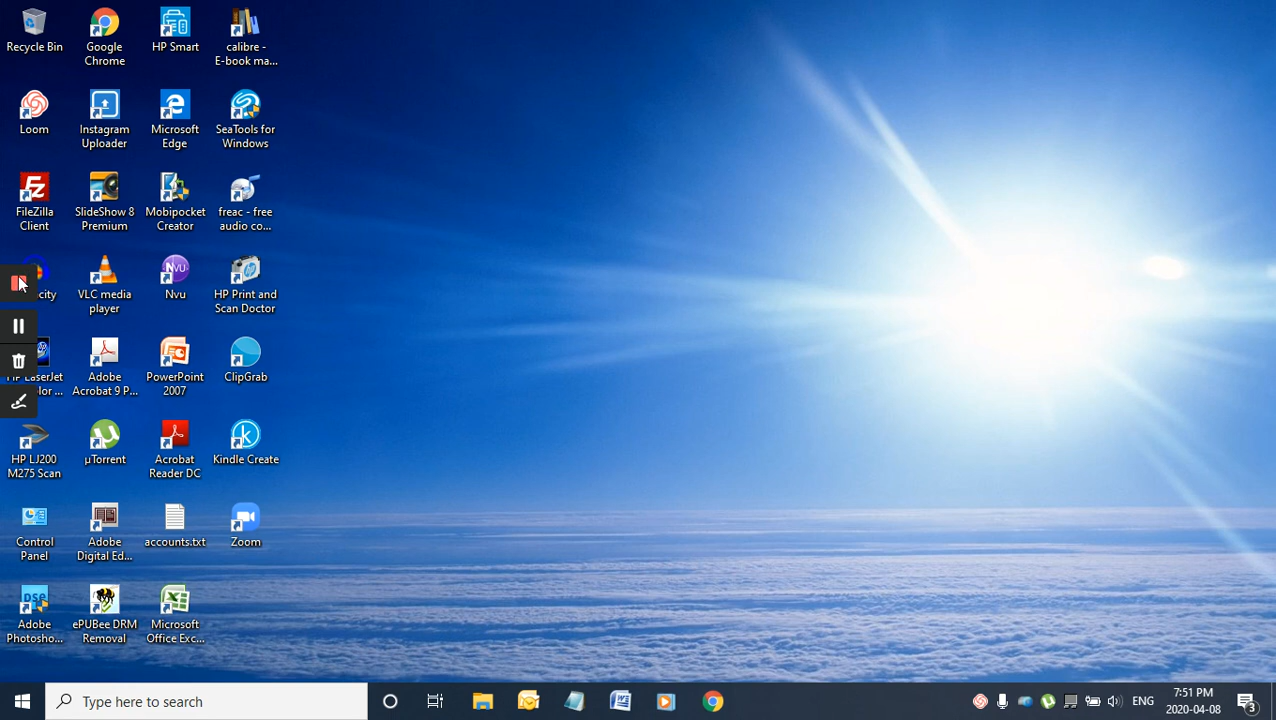 Recycle Bin
Google
Chrome
HP Smart
calibre -
E-book ma...
Loom
Instagram
Uploader
Microsoft
Edge
SeaTools for
Windows
FileZilla
Client
SlideShow 8
Premium
Mobipocket
Creator
freac - free
audio co...
VLC media
player
NVU
Nvu
HP Print and
Scan Doctor
Adobe
Acrobat 9 P...
PowerPoint
2007
ClipGrab
HP LJ200
M275 Scan
µTorrent
Acrobat
Reader DC
Kindle Create
Control
Panel
Adobe
Digital Ed...
accounts.txt
Zoom
pse
Adobe
Photosho...
ePUBee DRM
Removal
Microsoft
Office Exc...
Type here to search
ENG
7:51 PM
2020-04-08
3